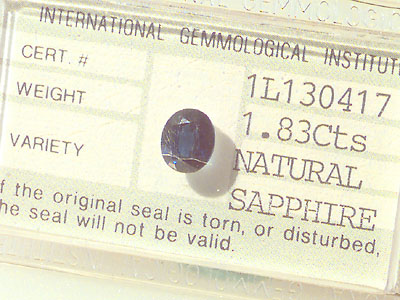 INTERNATIONAL GEMMOLOGICAL INSTITUT
CERT. # 1L130417
WEIGHT 1.83Cts
VARIETY NATURAL
SAPPHIRE
f the original seal is torn, or disturbed,
he seal will not be valid.